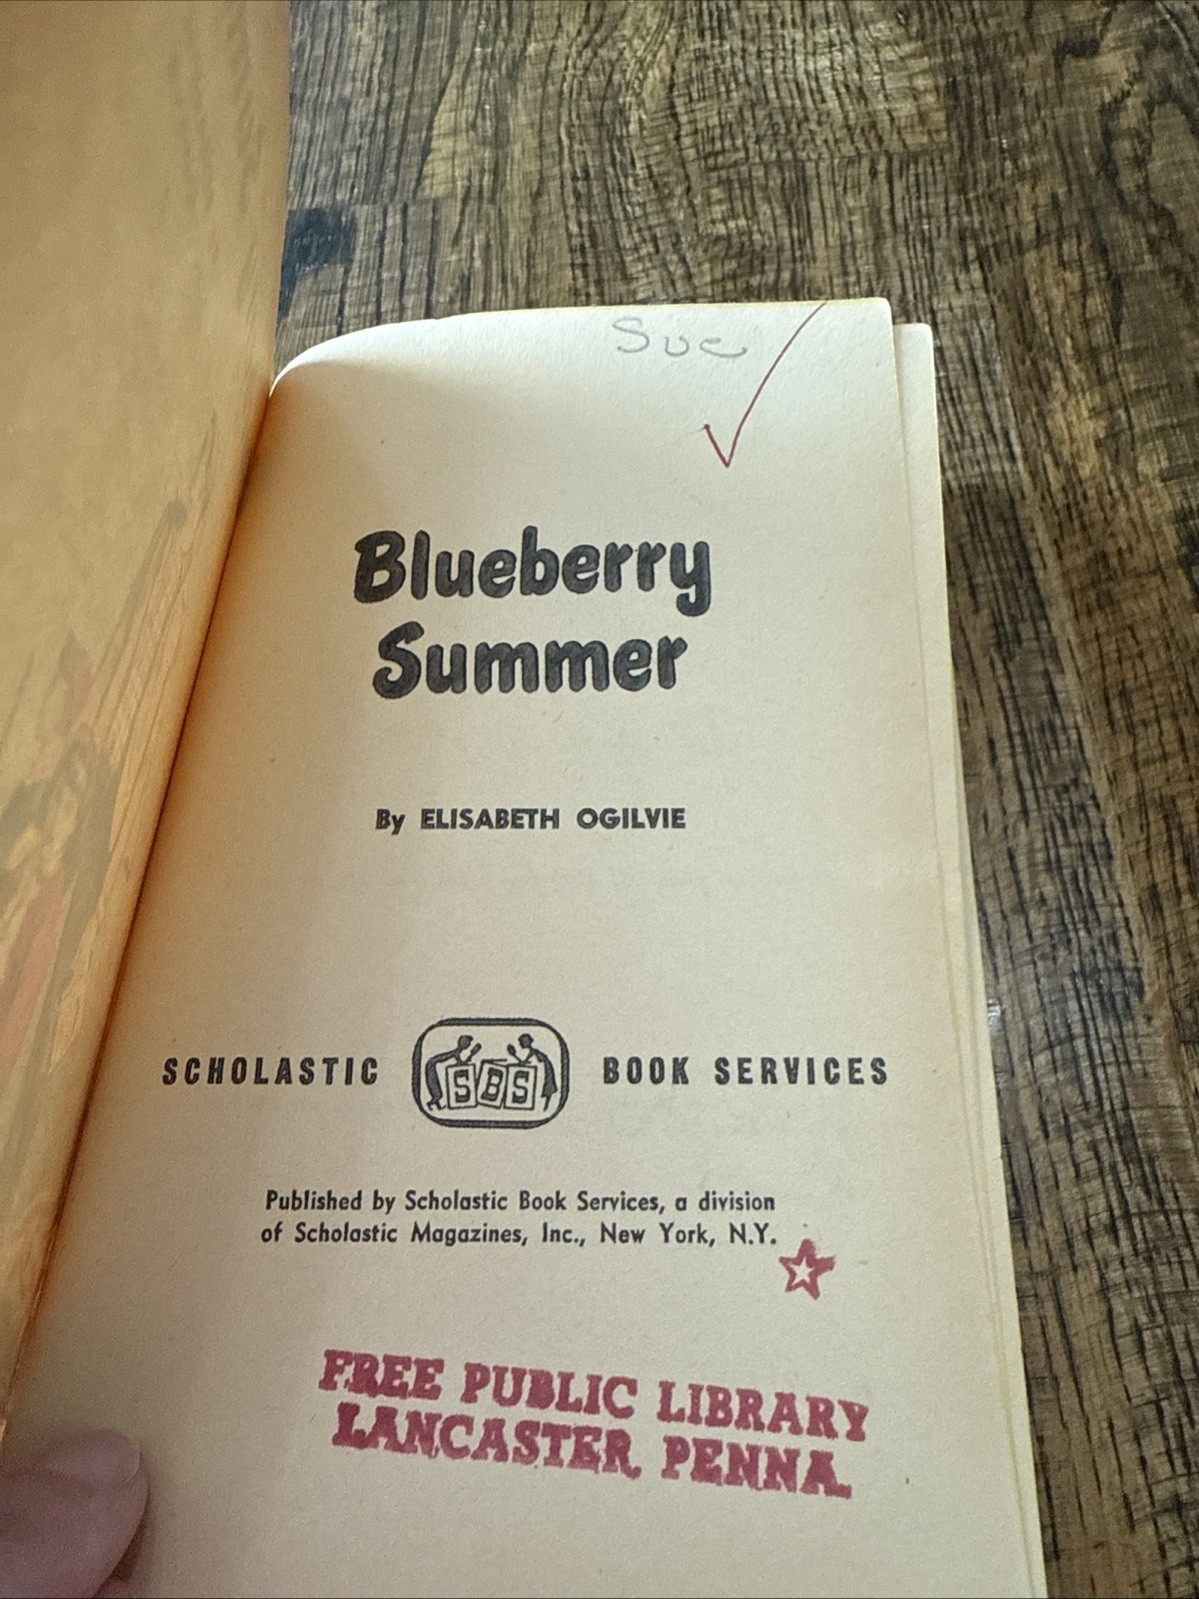 Sue
Blueberry
Summer
By ELISABETH OGILVIE
SCHOLASTIC SBS BOOK SERVICES
Published by Scholastic Book Services, a division
of Scholastic Magazines, Inc., New York, N.Y.
FREE PUBLIC LIBRARY
LANCASTER, PENNA.